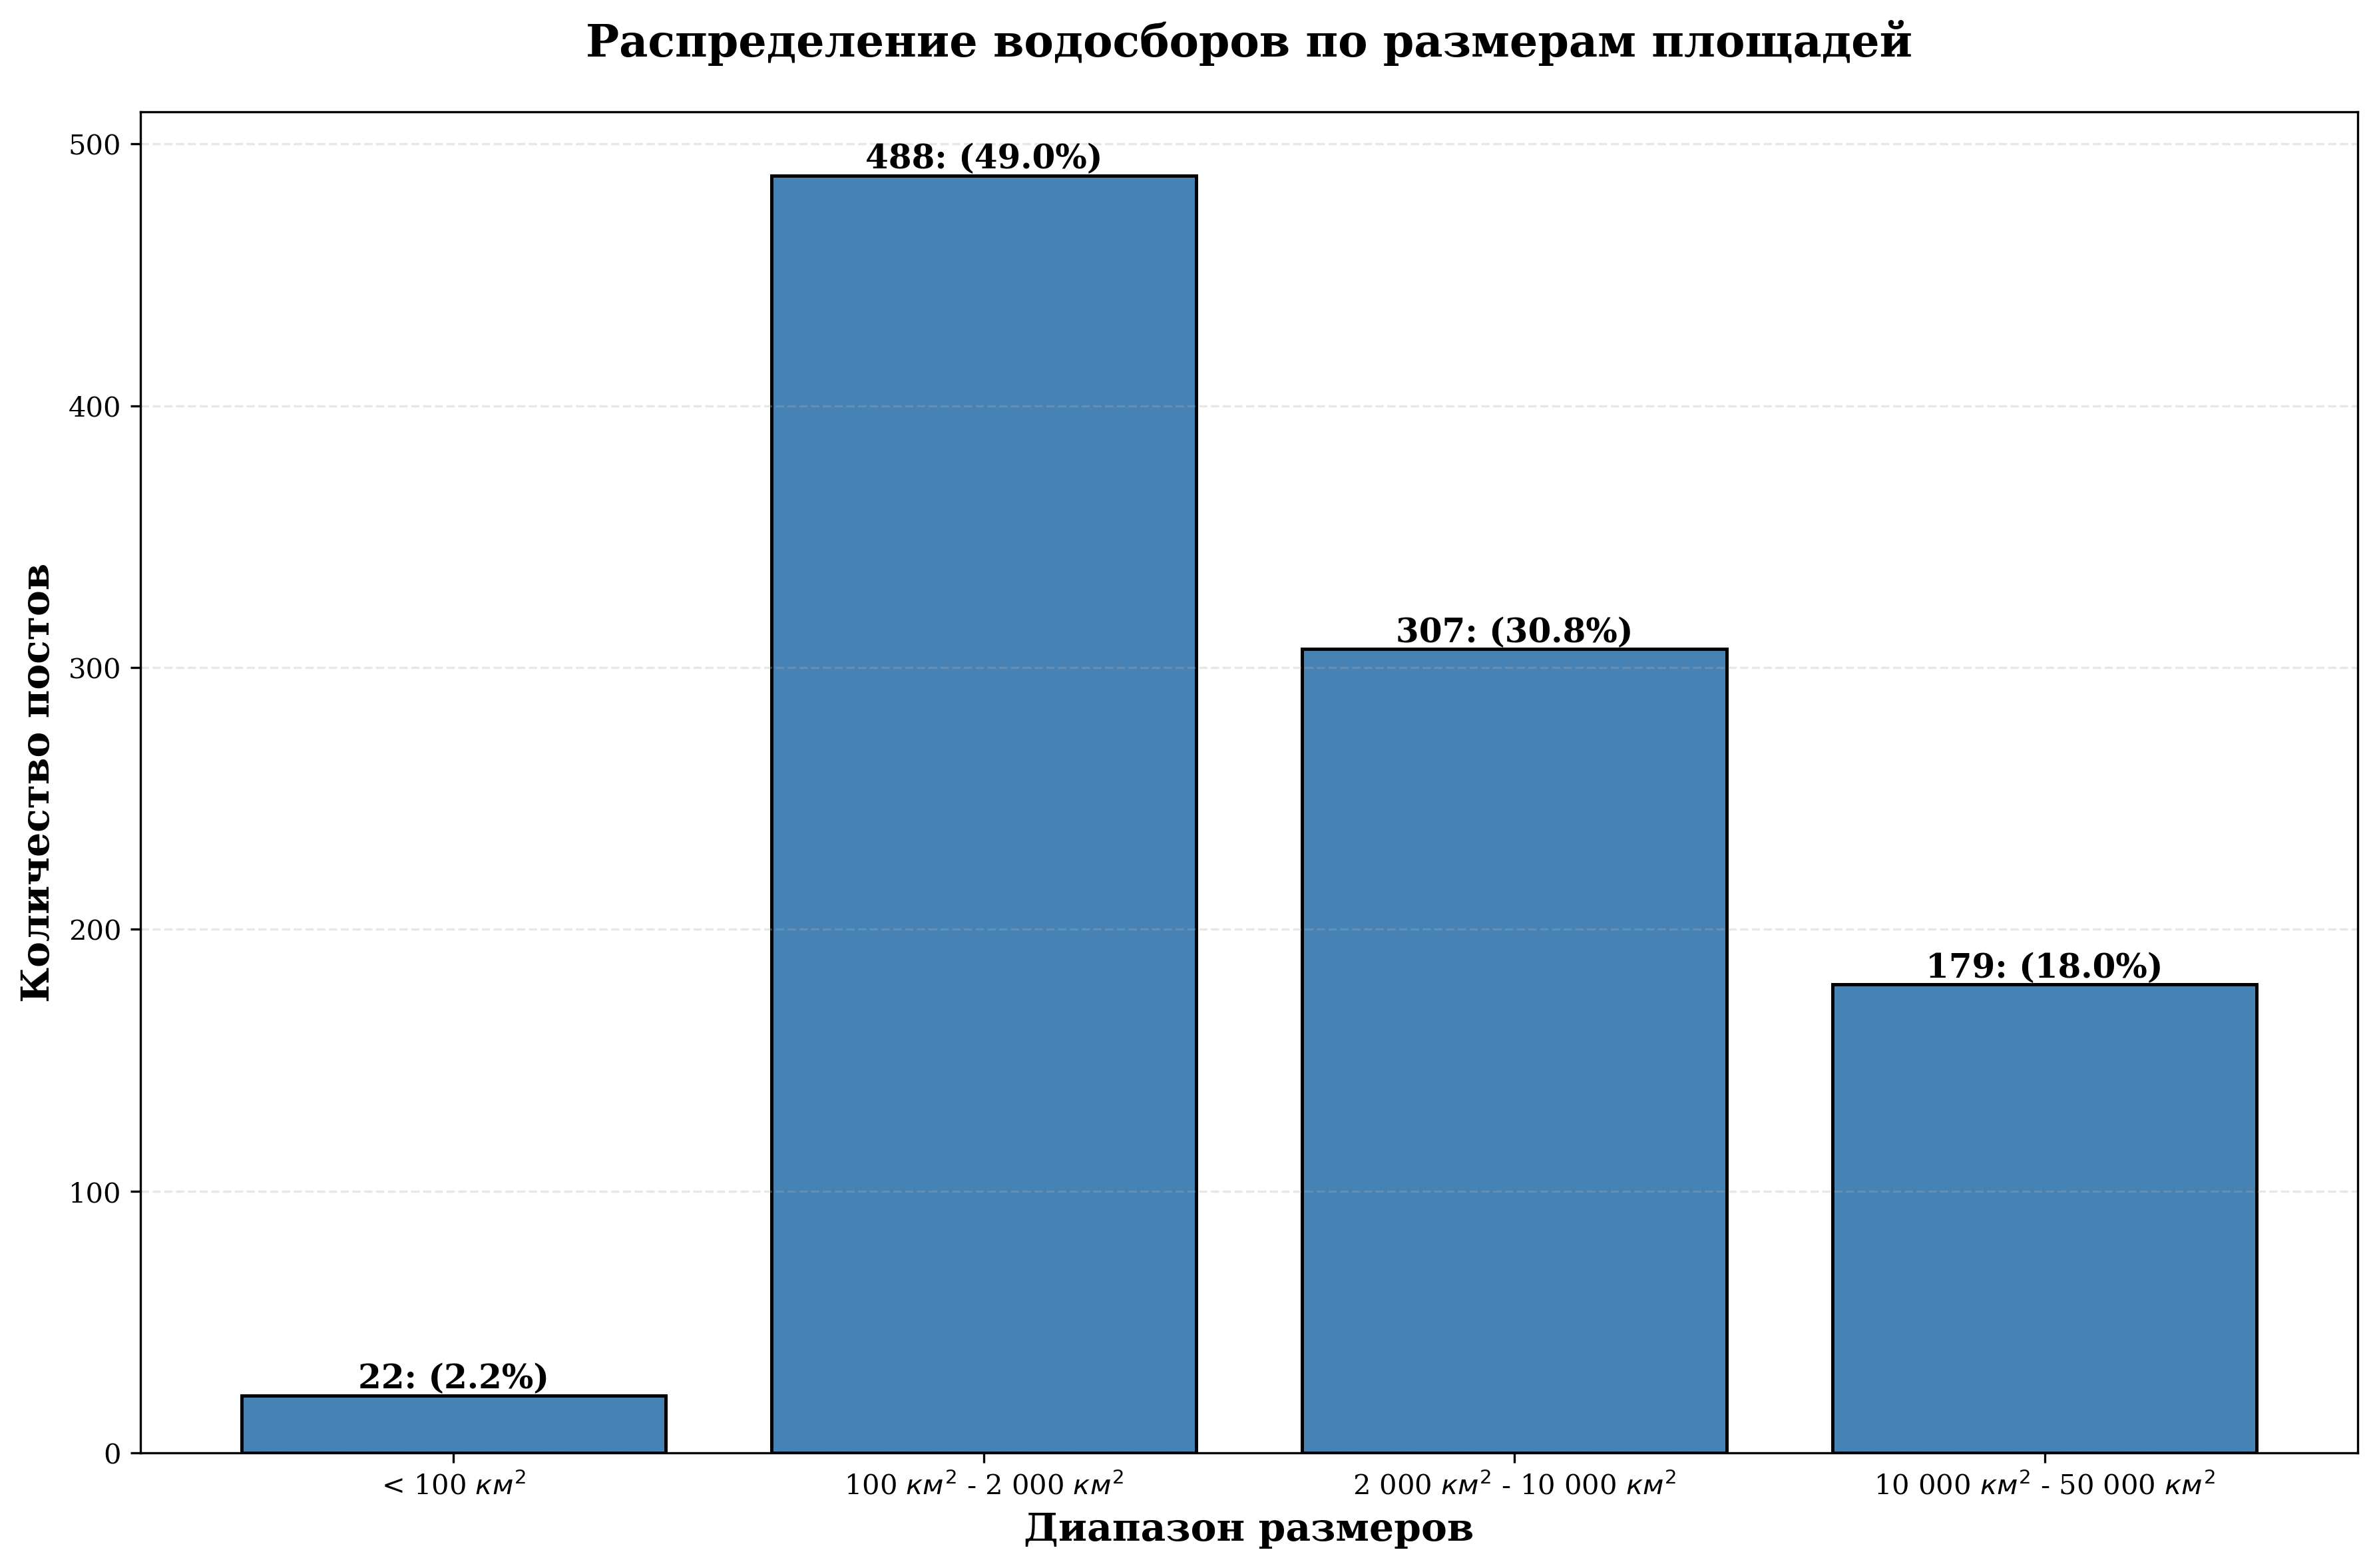 Распределение водосборов по размерам площадей
Количество постов
500
400
300
200
100
0
22: (2.2%)
488: (49.0%)
307: (30.8%)
179: (18.0%)
< 100 км²
100 км² - 2 000 км²
2 000 км² - 10 000 км²
10 000 км² - 50 000 км²
Диапазон размеров